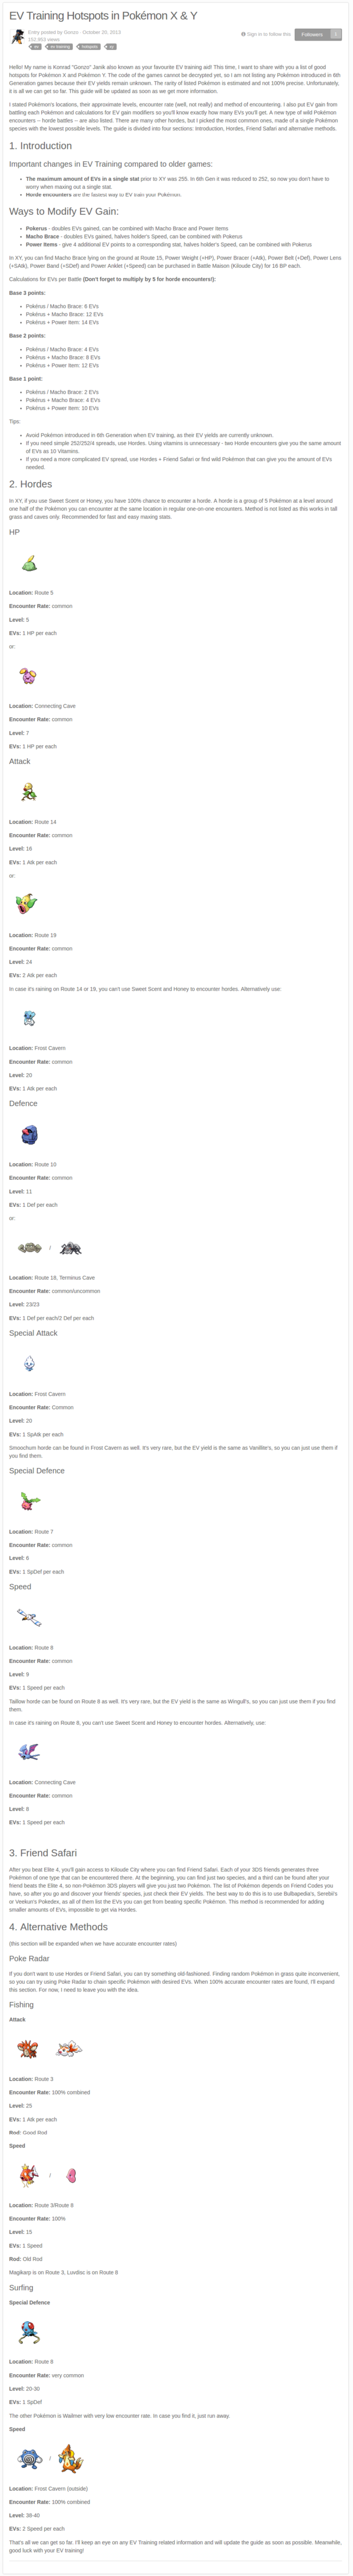 EV Training Hotspots in Pokémon X & Y
Entry posted by Gonzo · October 20, 2013
152,853 views
Sign in to follow this
Followers 1
ev
ev training
hotspots
xy
Hello! My name is Konrad "Gonzo" Janik also known as your favourite EV training aid! This time, I want to share with you a list of good
hotspots for Pokémon X and Pokémon Y. The code of games cannot be decrypted yet, so I am not listing any Pokémon introduced in 6th
Generation games because their EV yields remain unknown. The rarity of listed Pokémon is estimated and not 100% precise. Unfortunately,
it is all we can get so far. This guide will be updated as soon as we get more information.
I stated Pokémon's locations, their approximate levels, encounter rate (well, not really) and method of encountering. I also put EV gain from
battling each Pokémon and calculations for EV gain modifiers so you'll know exactly how many EVs you'll get. A new type of wild Pokémon
encounters – horde battles – are also listed. There are many other hordes, but I picked the most common ones, made of a single Pokémon
species with the lowest possible levels. The guide is divided into four sections: Introduction, Hordes, Friend Safari and alternative methods.
1. Introduction
Important changes in EV Training compared to older games:
The maximum amount of EVs in a single stat prior to XY was 255. In 6th Gen it was reduced to 252, so now you don't have to
worry when maxing out a single stat.
Horde encounters are the fastest way to EV train your Pokémon.
Ways to Modify EV Gain:
Pokerus - doubles EVs gained, can be combined with Macho Brace and Power Items
Macho Brace - doubles EVs gained, halves holder's Speed, can be combined with Pokerus
Power Items - give 4 additional EV points to a corresponding stat, halves holder's Speed, can be combined with Pokerus
In XY, you can find Macho Brace lying on the ground at Route 15. Power Weight (+HP), Power Bracer (+Atk), Power Belt (+Def), Power Lens
(+SAtk), Power Band (+SDef) and Power Anklet (+Speed) can be purchased in Battle Maison (Kiloude City) for 16 BP each.
Calculations for EVs per Battle (Don't forget to multiply by 5 for horde encounters!):
Base 3 points:
Pokérus / Macho Brace: 6 EVs
Pokérus + Macho Brace: 12 EVs
Pokérus + Power Item: 14 EVs
Base 2 points:
Pokérus / Macho Brace: 4 EVs
Pokérus + Macho Brace: 8 EVs
Pokérus + Power Item: 12 EVs
Base 1 point:
Pokérus / Macho Brace: 2 EVs
Pokérus + Macho Brace: 4 EVs
Pokérus + Power Item: 10 EVs
Tips:
Avoid Pokémon introduced in 6th Generation when EV training, as their EV yields are currently unknown.
If you need simple 252/252/4 spreads, use Hordes. Using vitamins is unnecessary - two Horde encounters give you the same amount
of EVs as 10 Vitamins.
If you need a more complicated EV spread, use Hordes + Friend Safari or find wild Pokémon that can give you the amount of EVs
needed.
2. Hordes
In XY, if you use Sweet Scent or Honey, you have 100% chance to encounter a horde. A horde is a group of 5 Pokémon at a level around
one half of the Pokémon you can encounter at the same location in regular one-on-one encounters. Method is not listed as this works in tall
grass and caves only. Recommended for fast and easy maxing stats.
HP
Location: Route 5
Encounter Rate: common
Level: 5
EVs: 1 HP per each
or:
Location: Connecting Cave
Encounter Rate: common
Level: 7
EVs: 1 HP per each
Attack
Location: Route 14
Encounter Rate: common
Level: 16
EVs: 1 Atk per each
or:
Location: Route 19
Encounter Rate: common
Level: 24
EVs: 2 Atk per each
In case it's raining on Route 14 or 19, you can't use Sweet Scent and Honey to encounter hordes. Alternatively use:
Location: Frost Cavern
Encounter Rate: common
Level: 20
EVs: 1 Atk per each
Defence
Location: Route 10
Encounter Rate: common
Level: 11
EVs: 1 Def per each
or:
/
Location: Route 18, Terminus Cave
Encounter Rate: common/uncommon
Level: 23/23
EVs: 1 Def per each/2 Def per each
Special Attack
Location: Frost Cavern
Encounter Rate: Common
Level: 20
EVs: 1 SpAtk per each
Smoochum horde can be found in Frost Cavern as well. It's very rare, but the EV yield is the same as Vanillite's, so you can just use them if
you find them.
Special Defence
Location: Route 7
Encounter Rate: common
Level: 6
EVs: 1 SpDef per each
Speed
Location: Route 8
Encounter Rate: common
Level: 9
EVs: 1 Speed per each
Taillow horde can be found on Route 8 as well. It's very rare, but the EV yield is the same as Wingull's, so you can just use them if you find
them.
In case it's raining on Route 8, you can't use Sweet Scent and Honey to encounter hordes. Alternatively, use:
Location: Connecting Cave
Encounter Rate: common
Level: 8
EVs: 1 Speed per each
3. Friend Safari
After you beat Elite 4, you'll gain access to Kiloude City where you can find Friend Safari. Each of your 3DS friends generates three
Pokémon of one type that can be encountered there. At the beginning, you can find just two species, and a third can be found after your
friend beats the Elite 4, so non-Pokémon 3DS players will give you just two Pokémon. The list of Pokémon depends on Friend Codes you
have, so after you go and discover your friends' species, just check their EV yields. The best way to do this is to use Bulbapedia's, Serebii's
or Veekun's Pokedex, as all of them list the EVs you can get from beating specific Pokémon. This method is recommended for adding
smaller amounts of EVs, impossible to get via Hordes.
4. Alternative Methods
(this section will be expanded when we have accurate encounter rates)
Poke Radar
If you don't want to use Hordes or Friend Safari, you can try something old-fashioned. Finding random Pokémon in grass quite inconvenient,
so you can try using Poke Radar to chain specific Pokémon with desired EVs. When 100% accurate encounter rates are found, I'll expand
this section. For now, I need to leave you with the idea.
Fishing
Attack
Location: Route 3
Encounter Rate: 100% combined
Level: 25
EVs: 1 Atk per each
Rod: Good Rod
Speed
/
Location: Route 3/Route 8
Encounter Rate: 100%
Level: 15
EVs: 1 Speed
Rod: Old Rod
Magikarp is on Route 3, Luvdisc is on Route 8
Surfing
Special Defence
Location: Route 8
Encounter Rate: very common
Level: 20-30
EVs: 1 SpDef
The other Pokémon is Wailmer with very low encounter rate. In case you find it, just run away.
Speed
/
Location: Frost Cavern (outside)
Encounter Rate: 100% combined
Level: 38-40
EVs: 2 Speed per each
That's all we can get so far. I'll keep an eye on any EV Training related information and will update the guide as soon as possible. Meanwhile,
good luck with your EV training!